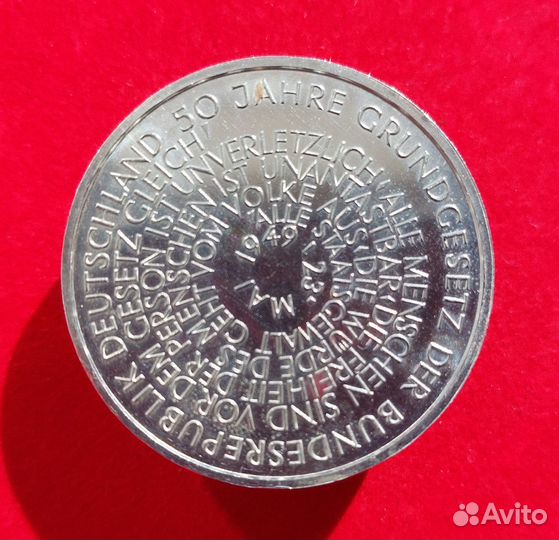 50 JAHRE GRUNDGESETZ DER BUNDESREPUBLIK DEUTSCHLAND
ALLE MENSCHEN SIND VOR DEM GESETZ GLEICH
DIE FREIHEIT DER PERSON IST UNVERLETZLICH
DIE WÜRDE DES MENSCHEN IST UNANTASTBAR
ALLE STAATSGEWALT GEHT VOM VOLKE AUS
23. MAI 1949
Avito